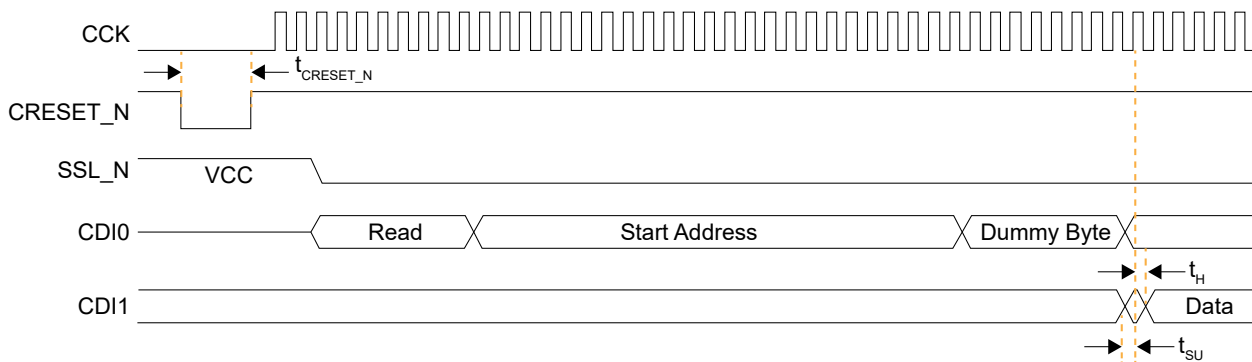 CCK
tCRESET_N
CRESET_N
SSL_N VCC
CDI0 Read Start Address Dummy Byte
tH
CDI1 Data
tSU